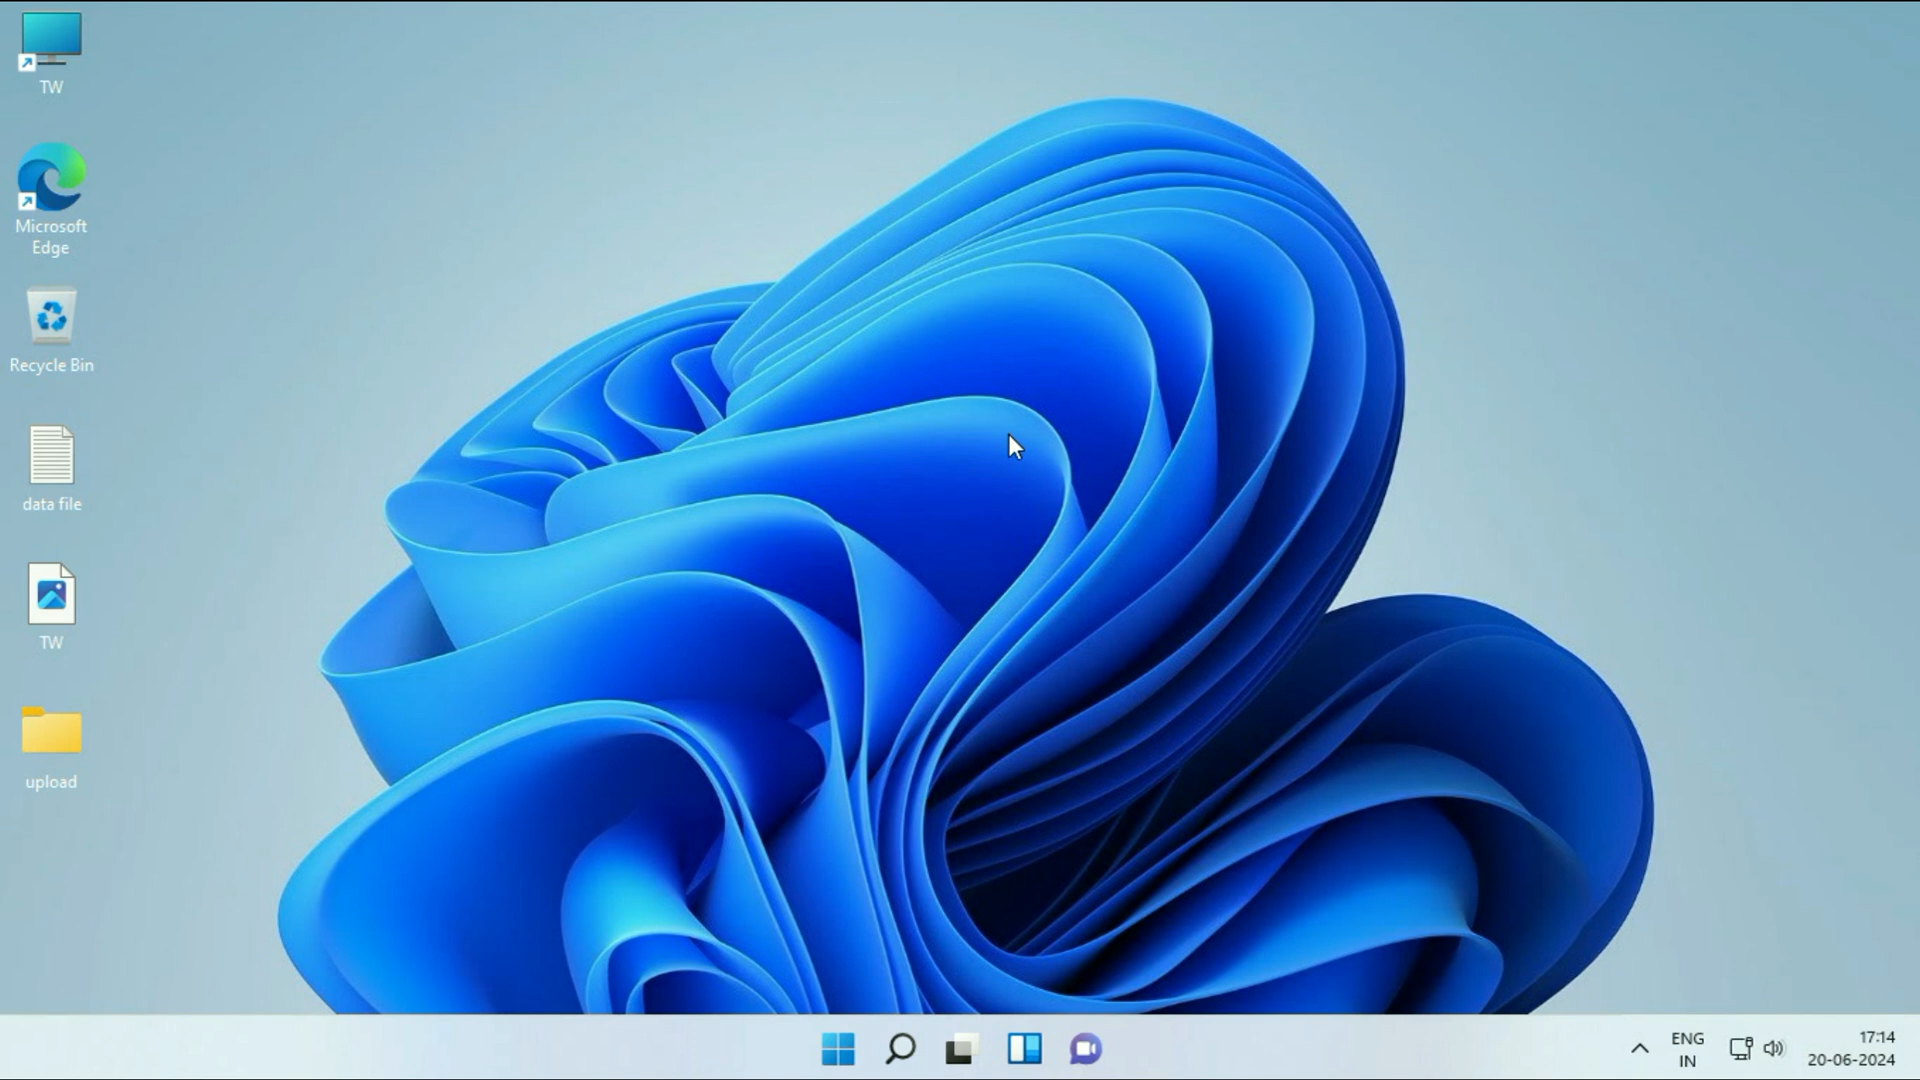 TW
Microsoft
Edge
Recycle Bin
data file
TW
upload
ENG
IN
17:14
20-06-2024